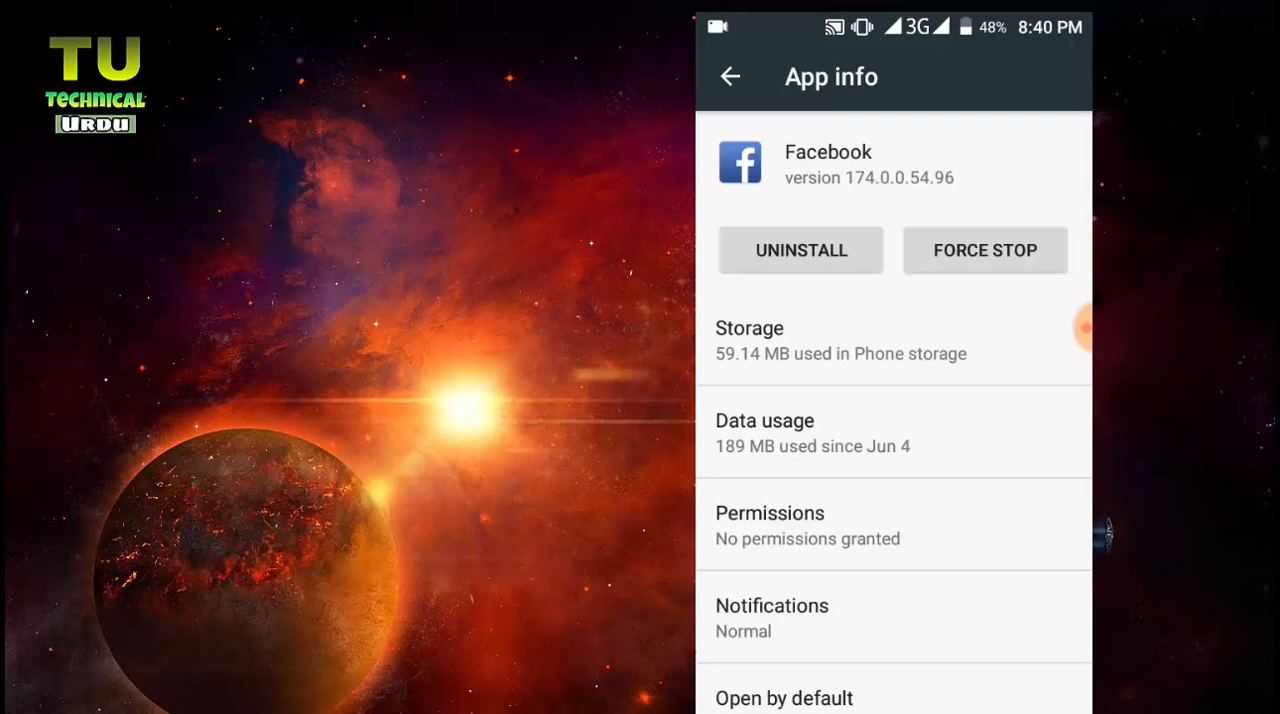 TU
Technical
Urdu
3G 48% 8:40 PM
App info
Facebook
version 174.0.0.54.96
UNINSTALL FORCE STOP
Storage
59.14 MB used in Phone storage
Data usage
189 MB used since Jun 4
Permissions
No permissions granted
Notifications
Normal
Open by default